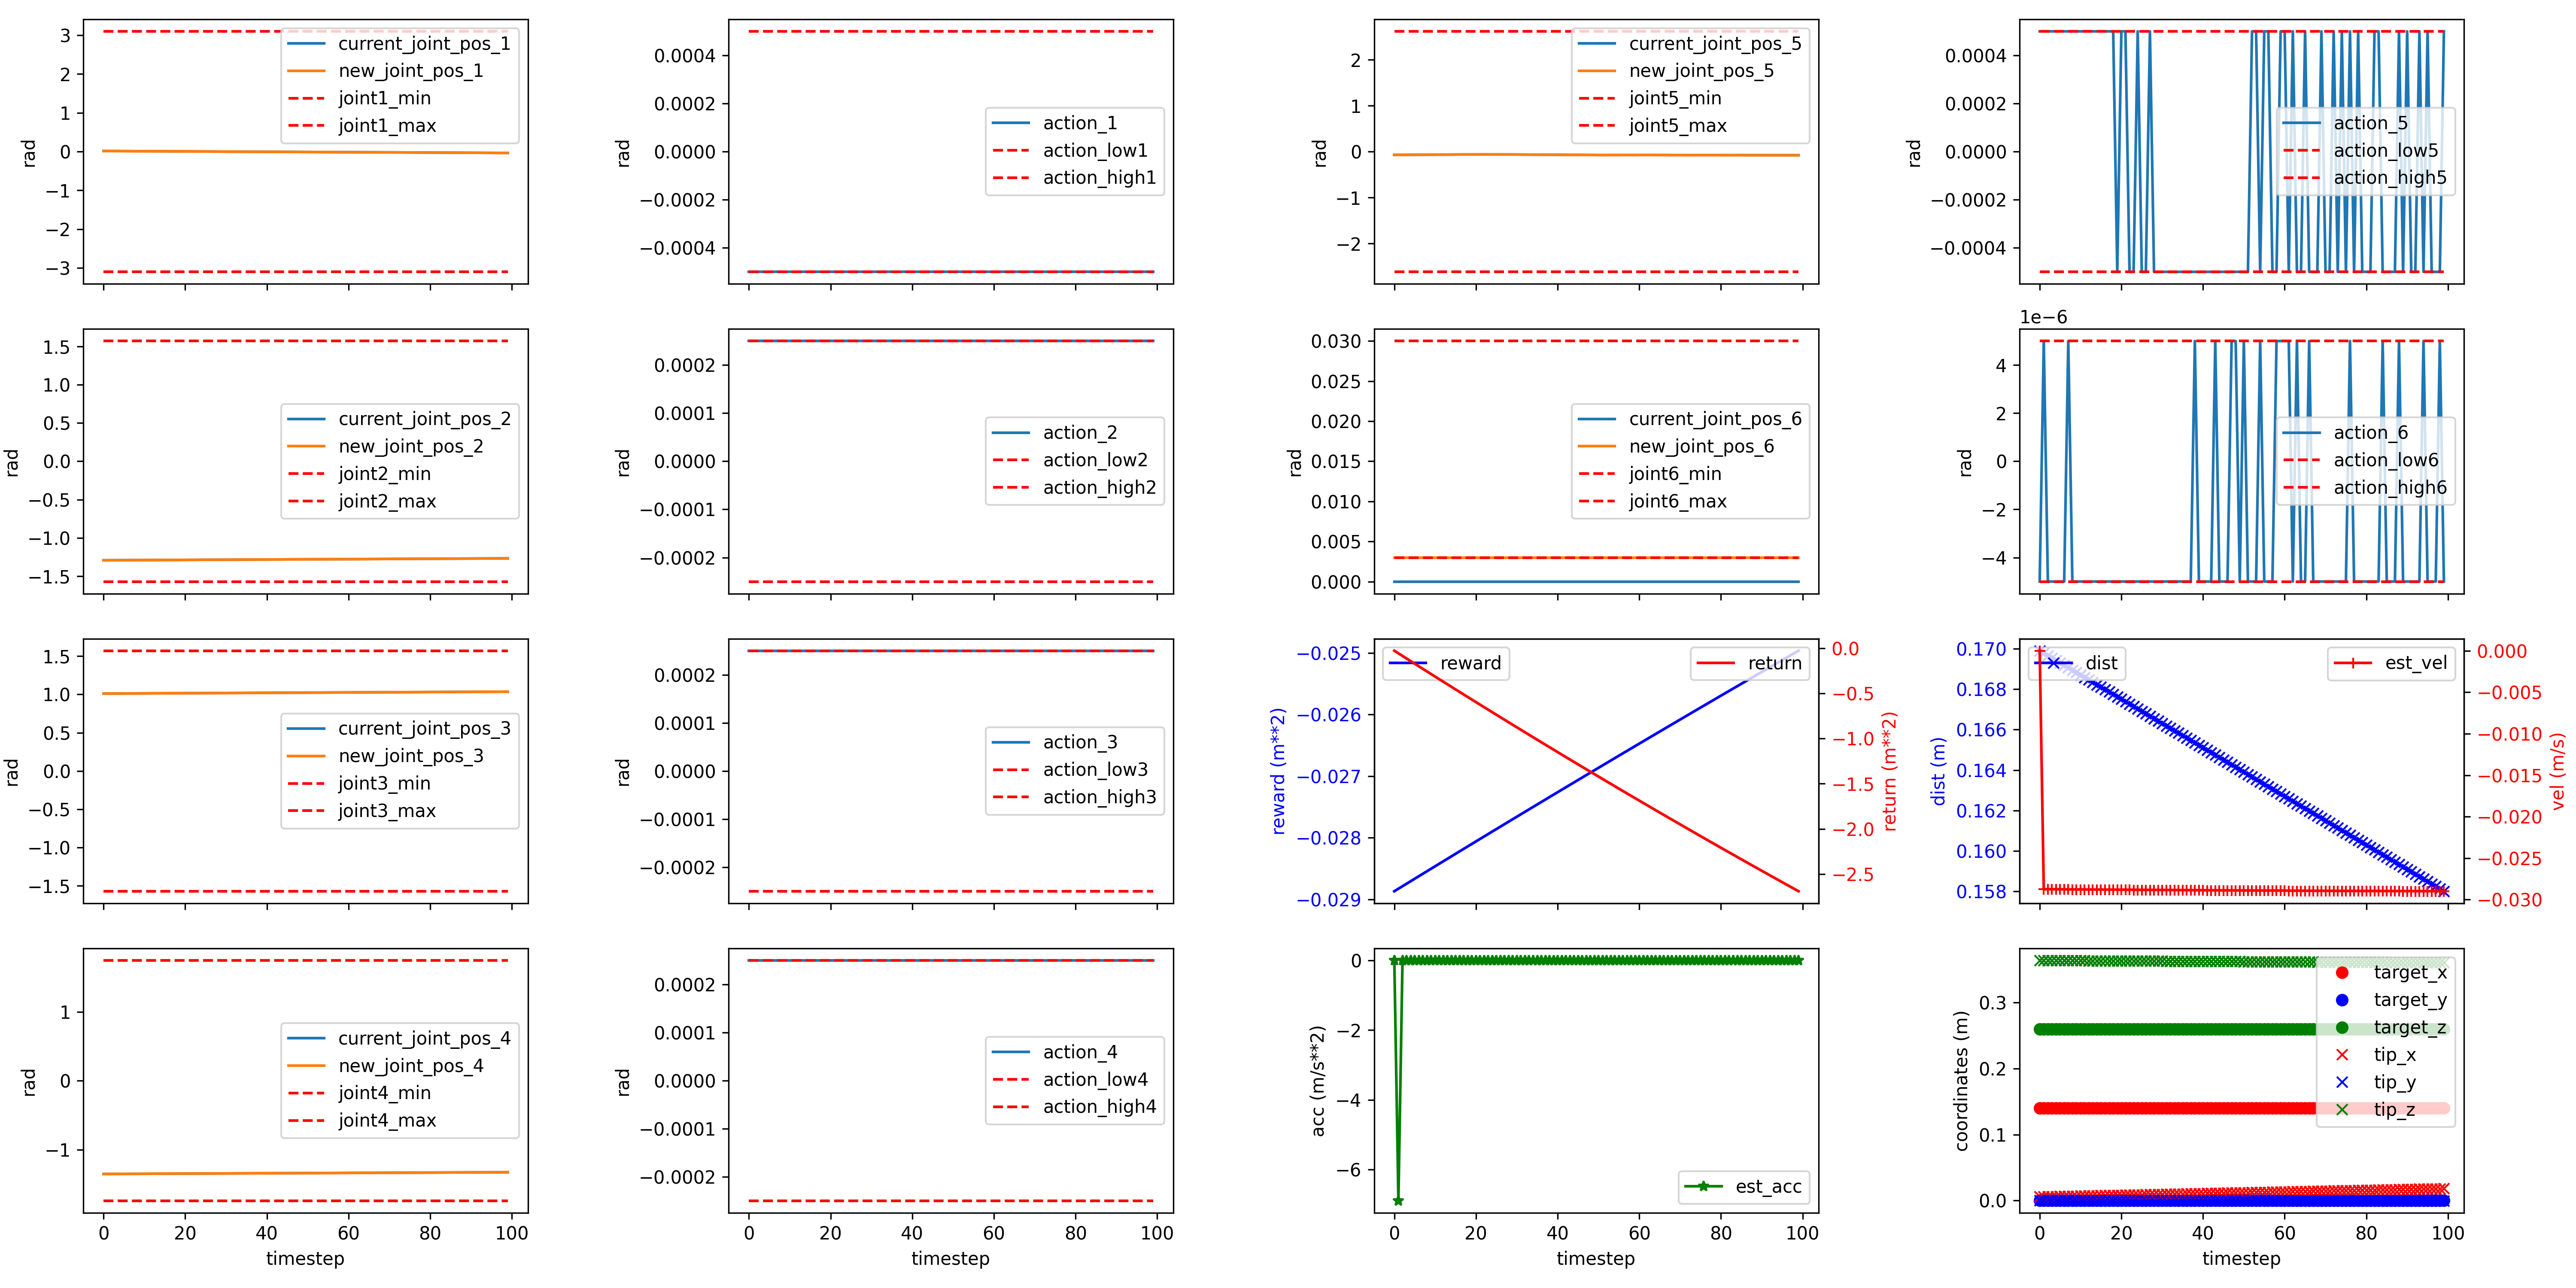 3
2
1
0
−1
−2
−3
rad
current_joint_pos_1
new_joint_pos_1
joint1_min
joint1_max
0.0004
0.0002
0.0000
−0.0002
−0.0004
rad
action_1
action_low1
action_high1
2
1
0
−1
−2
rad
current_joint_pos_5
new_joint_pos_5
joint5_min
joint5_max
0.0004
0.0002
0.0000
−0.0002
−0.0004
rad
action_5
action_low5
action_high5
1.5
1.0
0.5
0.0
−0.5
−1.0
−1.5
rad
current_joint_pos_2
new_joint_pos_2
joint2_min
joint2_max
0.0002
0.0001
0.0000
−0.0001
−0.0002
rad
action_2
action_low2
action_high2
0.030
0.025
0.020
0.015
0.010
0.005
0.000
rad
current_joint_pos_6
new_joint_pos_6
joint6_min
joint6_max
1e−6
4
2
0
−2
−4
rad
action_6
action_low6
action_high6
1.5
1.0
0.5
0.0
−0.5
−1.0
−1.5
rad
current_joint_pos_3
new_joint_pos_3
joint3_min
joint3_max
0.0002
0.0001
0.0000
−0.0001
−0.0002
rad
action_3
action_low3
action_high3
−0.025
−0.026
−0.027
−0.028
−0.029
reward (m**2)
reward
return
0.0
−0.5
−1.0
−1.5
−2.0
−2.5
return (m**2)
0.170
0.168
0.166
0.164
0.162
0.160
0.158
dist (m)
dist
est_vel
0.000
−0.005
−0.010
−0.015
−0.020
−0.025
−0.030
vel (m/s)
1
0
−1
rad
current_joint_pos_4
new_joint_pos_4
joint4_min
joint4_max
0 20 40 60 80 100
timestep
0.0002
0.0001
0.0000
−0.0001
−0.0002
rad
action_4
action_low4
action_high4
0 20 40 60 80 100
0
−2
−4
−6
acc (m/s**2)
est_acc
0 20 40 60 80 100
timestep
0.3
0.2
0.1
0.0
coordinates (m)
target_x
target_y
target_z
tip_x
tip_y
tip_z
0 20 40 60 80 100
timestep